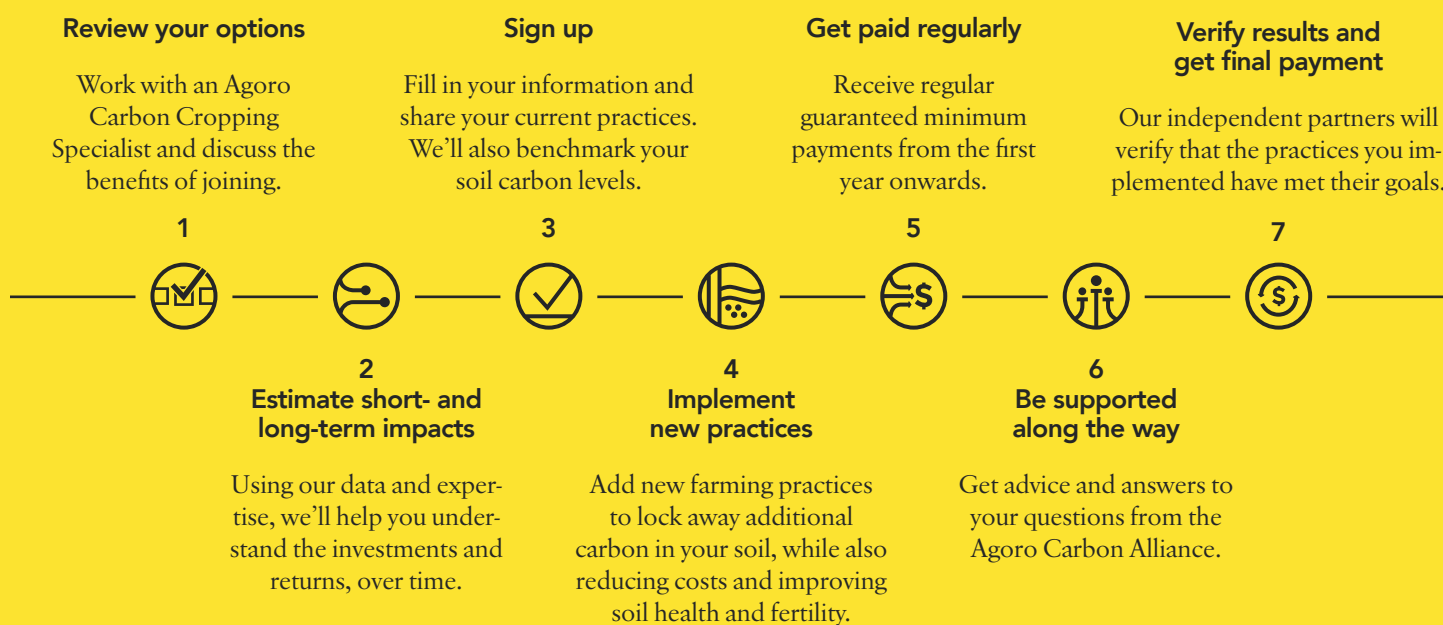 Review your options
Work with an Agoro
Carbon Cropping
Specialist and discuss the
benefits of joining.
1
2
Estimate short- and
long-term impacts
Using our data and exper-
tise, we’ll help you under-
stand the investments and
returns, over time.
Sign up
Fill in your information and
share your current practices.
We’ll also benchmark your
soil carbon levels.
3
4
Implement
new practices
Add new farming practices
to lock away additional
carbon in your soil, while also
reducing costs and improving
soil health and fertility.
Get paid regularly
Receive regular
guaranteed minimum
payments from the first
year onwards.
5
$
6
Be supported
along the way
Get advice and answers to
your questions from the
Agoro Carbon Alliance.
Verify results and
get final payment
Our independent partners will
verify that the practices you im-
plemented have met their goals.
7
$